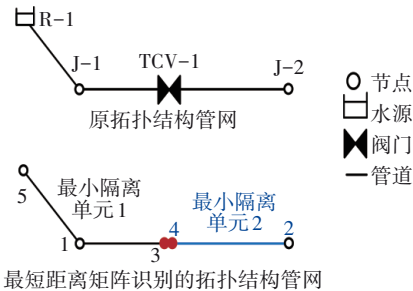 R-1
J-1
TCV-1
J-2
原拓扑结构管网
节点
水源
阀门
管道
5
最小隔离
单元1
1
3
4
最小隔离
单元2
2
最短距离矩阵识别的拓扑结构管网